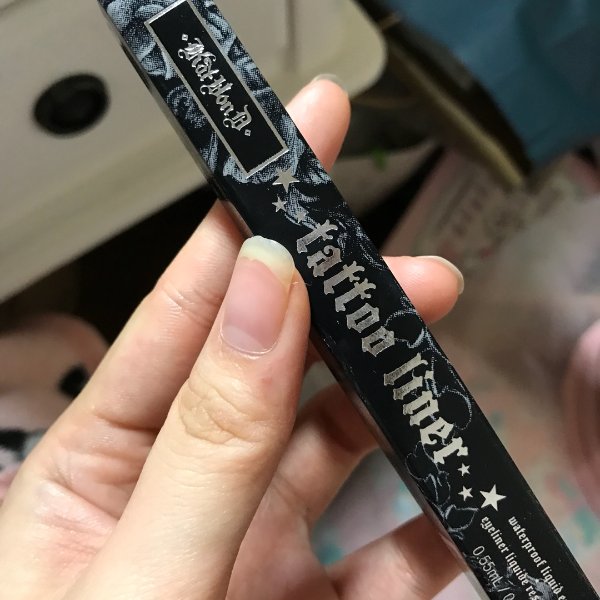 Kat Von D
tattoo liner
waterproof liquid
eyeliner liquide
0.55mL /